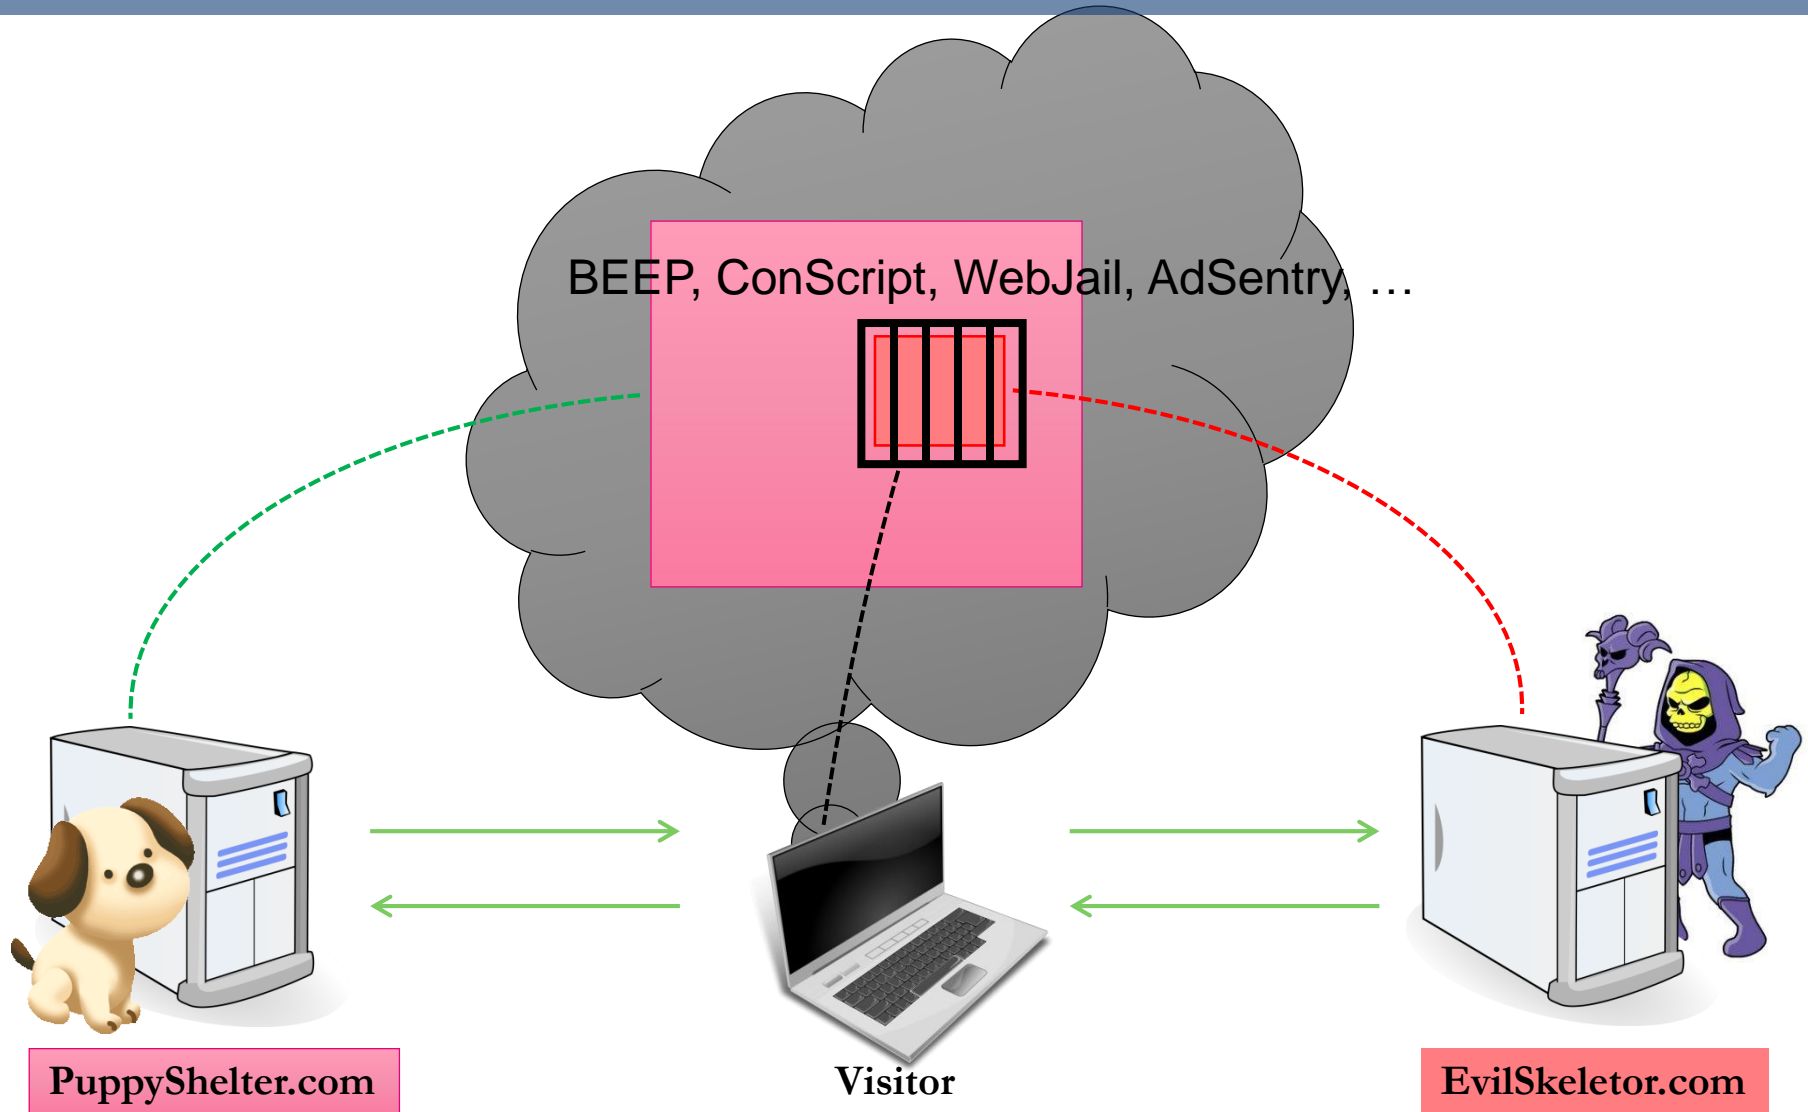 BEEP, ConScript, WebJail, AdSentry, …
PuppyShelter.com
Visitor
EvilSkeletor.com